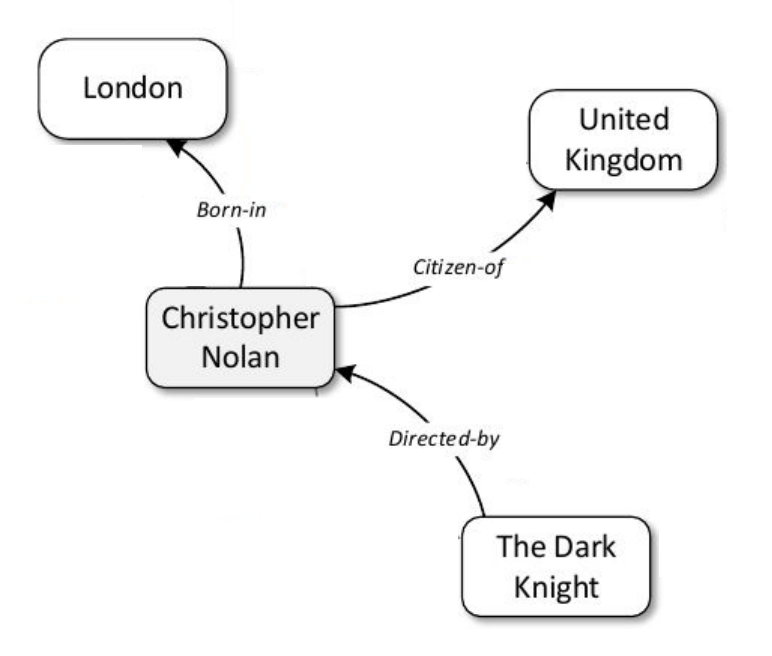 London
United
Kingdom
Born-in
Citizen-of
Christopher
Nolan
Directed-by
The Dark
Knight